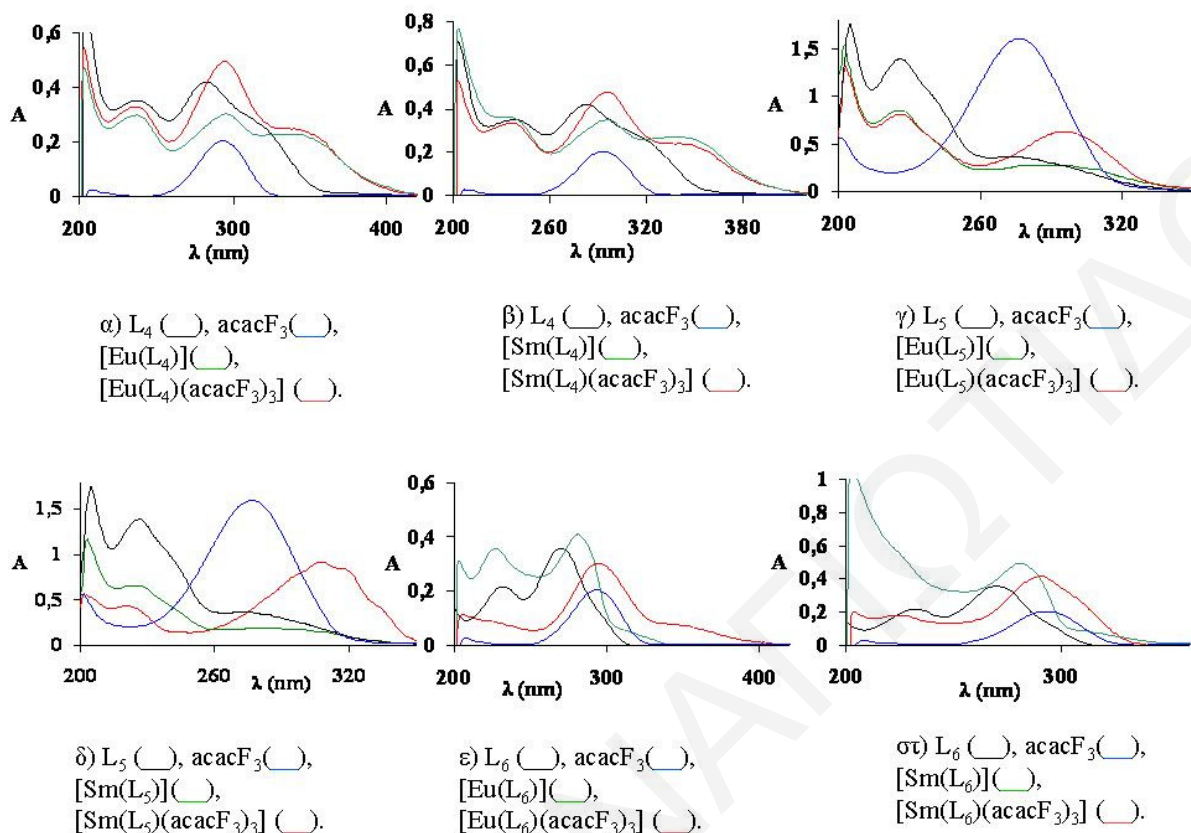 0,6
0,4
0,2
0
A
200
300
400
λ (nm)
0,8
0,6
0,4
0,2
0
A
200
260
320
380
λ (nm)
1,5
1
0,5
0
A
200
260
320
λ (nm)
α) L4 (__), acacF3(__),
[Eu(L4)](__),
[Eu(L4)(acacF3)3] (__).
β) L4 (__), acacF3(__),
[Sm(L4)](__),
[Sm(L4)(acacF3)3] (__).
γ) L5 (__), acacF3(__),
[Eu(L5)](__),
[Eu(L5)(acacF3)3] (__).
1,5
1
0,5
0
A
200
260
320
λ (nm)
0,6
0,4
0,2
0
A
200
300
400
λ (nm)
1
0,8
0,6
0,4
0,2
0
A
200
300
λ (nm)
δ) L5 (__), acacF3(__),
[Sm(L5)](__),
[Sm(L5)(acacF3)3] (__).
ε) L6 (__), acacF3(__),
[Eu(L6)](__),
[Eu(L6)(acacF3)3] (__).
στ) L6 (__), acacF3(__),
[Sm(L6)](__),
[Sm(L6)(acacF3)3] (__).